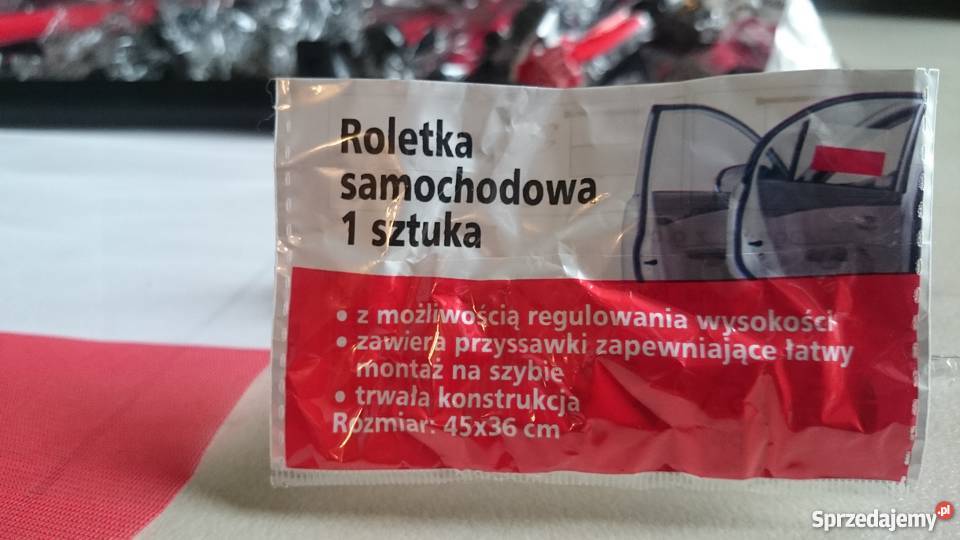 Roletka
samochodowa
1 sztuka
• z możliwością regulowania wysokości
• zawiera przyssawki zapewniające łatwy
montaż na szybie
• trwała konstrukcja
Rozmiar: 45x36 cm
Sprzedajemy.pl